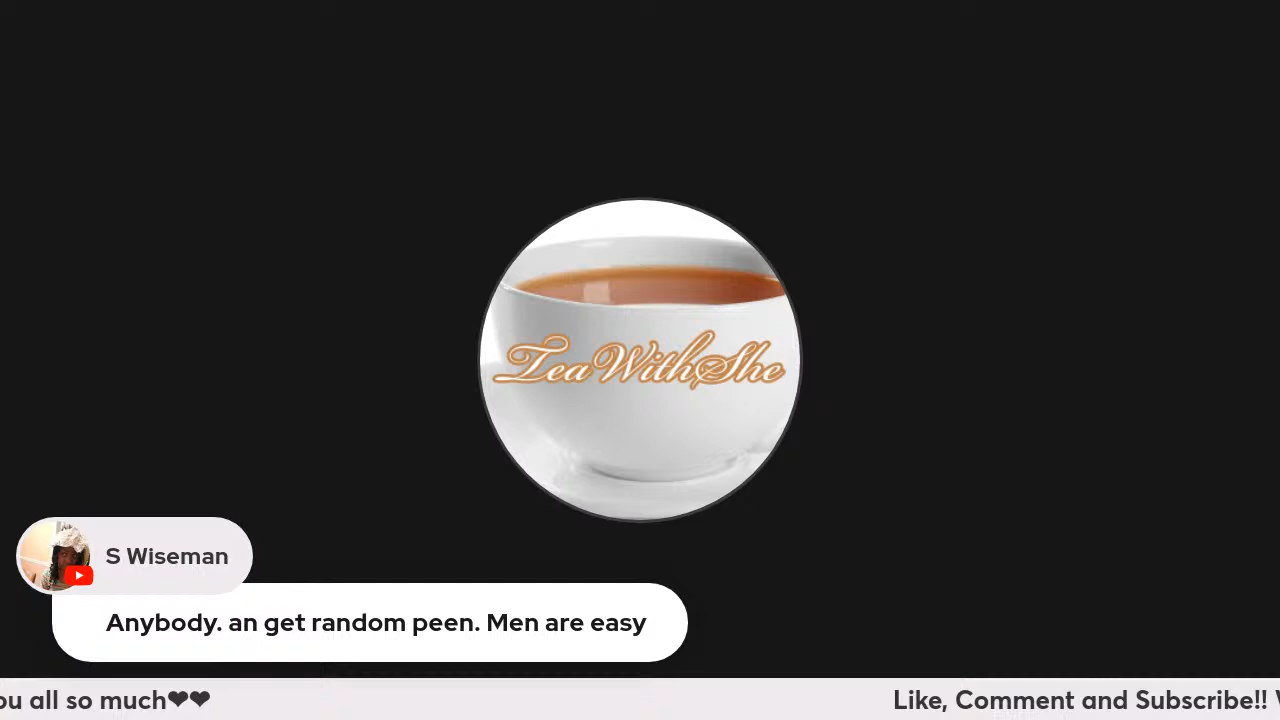 TeaWithShe
S Wiseman
Anybody. an get random peen. Men are easy
ou all so much❤❤ Like, Comment and Subscribe!!